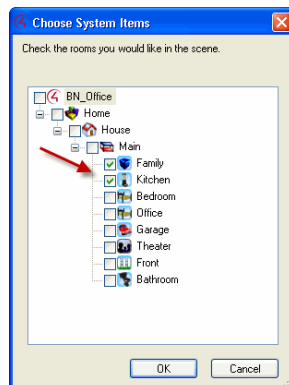 Choose System Items
Check the rooms you would like in the scene.
BN_Office
Home
House
Main
Family
Kitchen
Bedroom
Office
Garage
Theater
Front
Bathroom
OK Cancel